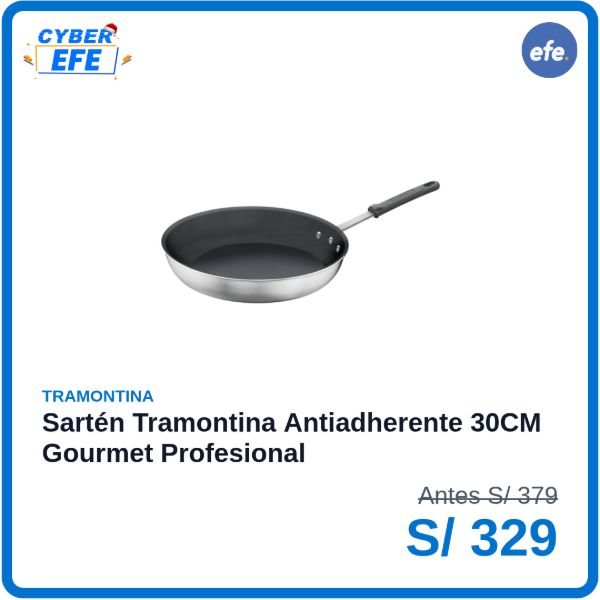 CYBER
EFE
efe.
TRAMONTINA
Sartén Tramontina Antiadherente 30CM
Gourmet Profesional
Antes S/ 379
S/ 329